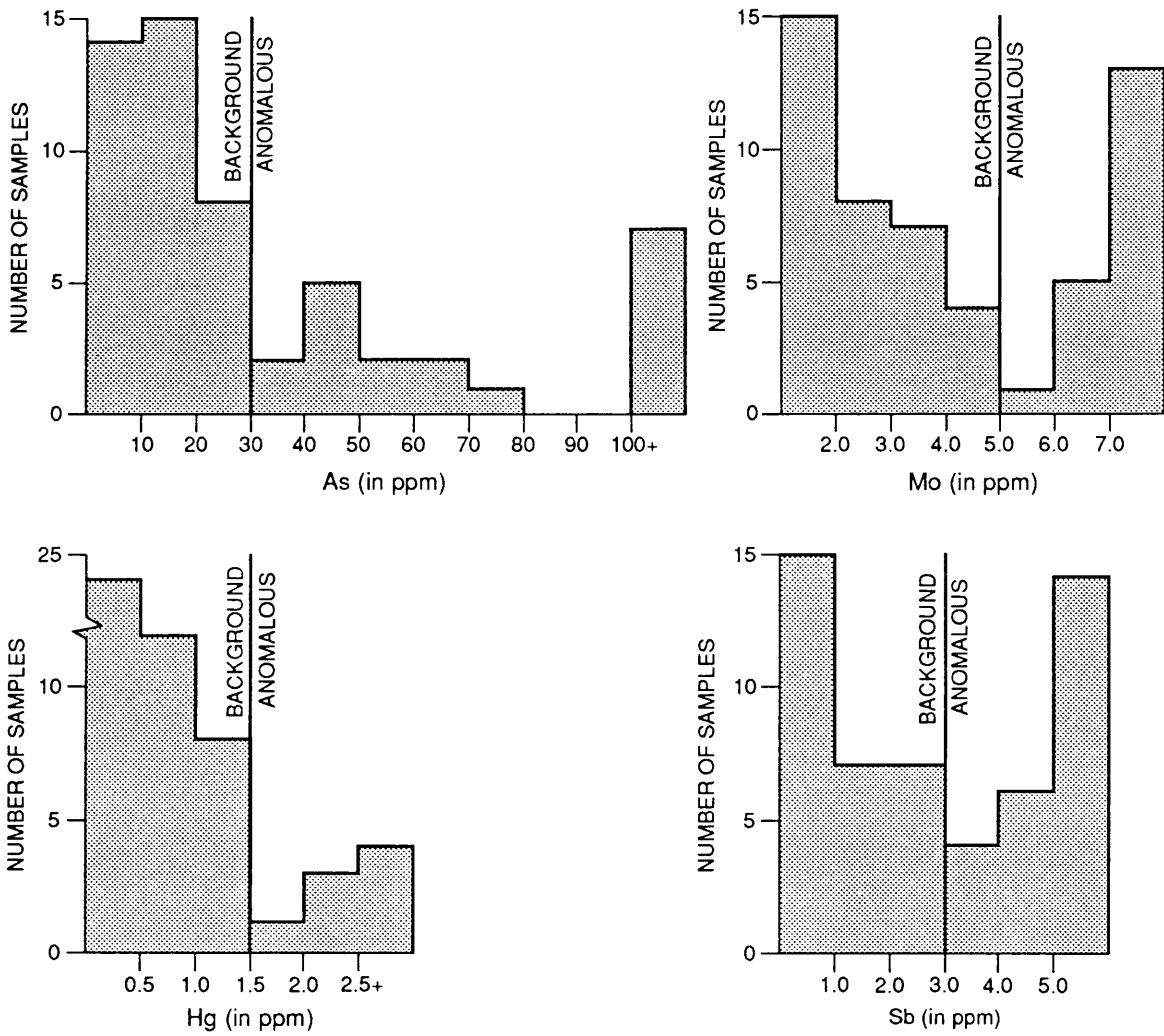 15
10
5
0
NUMBER OF SAMPLES
BACKGROUND
ANOMALOUS
10 20 30 40 50 60 70 80 90 100+
As (in ppm)
15
10
5
0
NUMBER OF SAMPLES
BACKGROUND
ANOMALOUS
2.0 3.0 4.0 5.0 6.0 7.0
Mo (in ppm)
25
10
5
0
NUMBER OF SAMPLES
BACKGROUND
ANOMALOUS
0.5 1.0 1.5 2.0 2.5+
Hg (in ppm)
15
10
5
0
NUMBER OF SAMPLES
BACKGROUND
ANOMALOUS
1.0 2.0 3.0 4.0 5.0
Sb (in ppm)